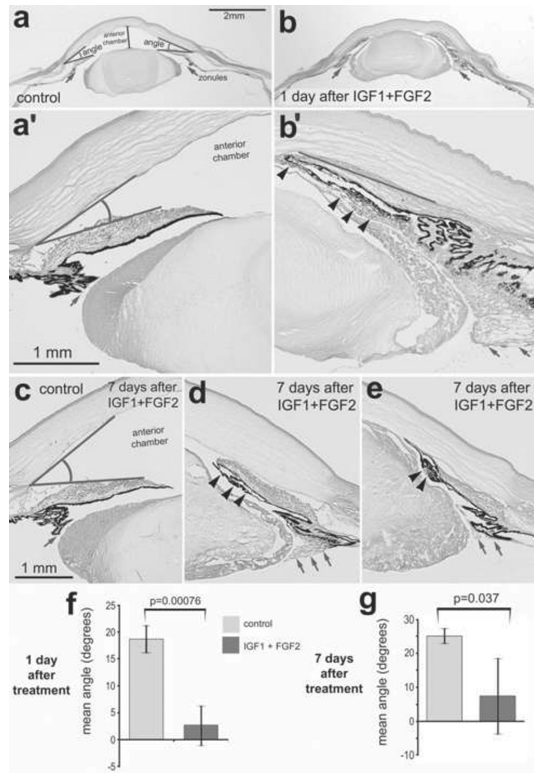 a
2mm
anterior
chamber
angle
angle
zonules
control
b
1 day after IGF1+FGF2
a'
anterior
chamber
1 mm
b'
c
control
7 days after
IGF1+FGF2
anterior
chamber
1 mm
d
7 days after
IGF1+FGF2
e
7 days after
IGF1+FGF2
f
p=0.00076
25
20
15
10
5
0
-5
mean angle (degrees)
control
IGF1 + FGF2
1 day
after
treatment
g
p=0.037
30
20
10
0
-10
mean angle (degrees)
7 days
after
treatment